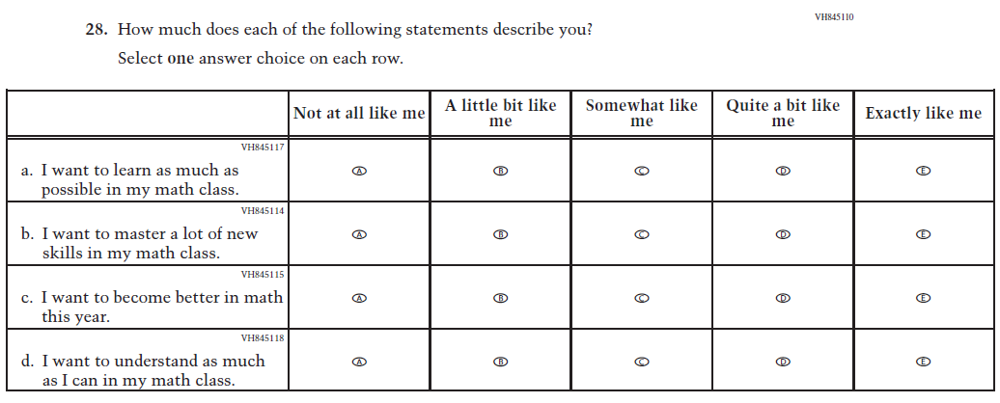 VH845110
28. How much does each of the following statements describe you?
Select one answer choice on each row.
Not at all like me
A little bit like
me
Somewhat like
me
Quite a bit like
me
Exactly like me
VH845117
a. I want to learn as much as
possible in my math class.
A B C D E
VH845114
b. I want to master a lot of new
skills in my math class.
A B C D E
VH845115
c. I want to become better in math
this year.
A B C D E
VH845118
d. I want to understand as much
as I can in my math class.
A B C D E